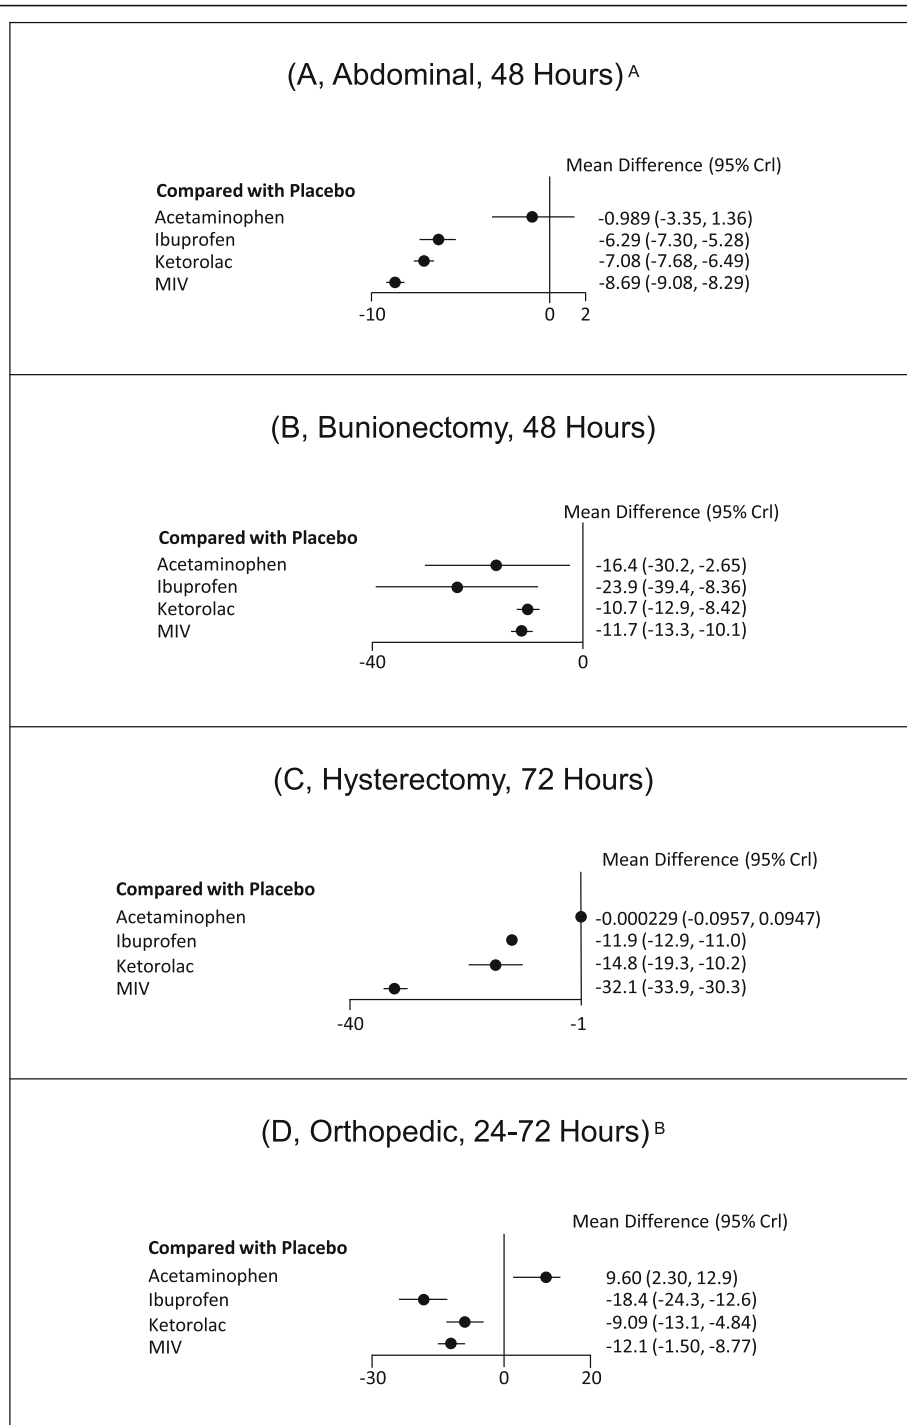 (A, Abdominal, 48 Hours) A
Mean Difference (95% Crl)
Compared with Placebo
Acetaminophen -0.989 (-3.35, 1.36)
Ibuprofen -6.29 (-7.30, -5.28)
Ketorolac -7.08 (-7.68, -6.49)
MIV -8.69 (-9.08, -8.29)
-10 0 2
(B, Bunionectomy, 48 Hours)
Mean Difference (95% Crl)
Compared with Placebo
Acetaminophen -16.4 (-30.2, -2.65)
Ibuprofen -23.9 (-39.4, -8.36)
Ketorolac -10.7 (-12.9, -8.42)
MIV -11.7 (-13.3, -10.1)
-40 0
(C, Hysterectomy, 72 Hours)
Mean Difference (95% Crl)
Compared with Placebo
Acetaminophen -0.000229 (-0.0957, 0.0947)
Ibuprofen -11.9 (-12.9, -11.0)
Ketorolac -14.8 (-19.3, -10.2)
MIV -32.1 (-33.9, -30.3)
-40 -1
(D, Orthopedic, 24-72 Hours) B
Mean Difference (95% Crl)
Compared with Placebo
Acetaminophen 9.60 (2.30, 12.9)
Ibuprofen -18.4 (-24.3, -12.6)
Ketorolac -9.09 (-13.1, -4.84)
MIV -12.1 (-1.50, -8.77)
-30 0 20